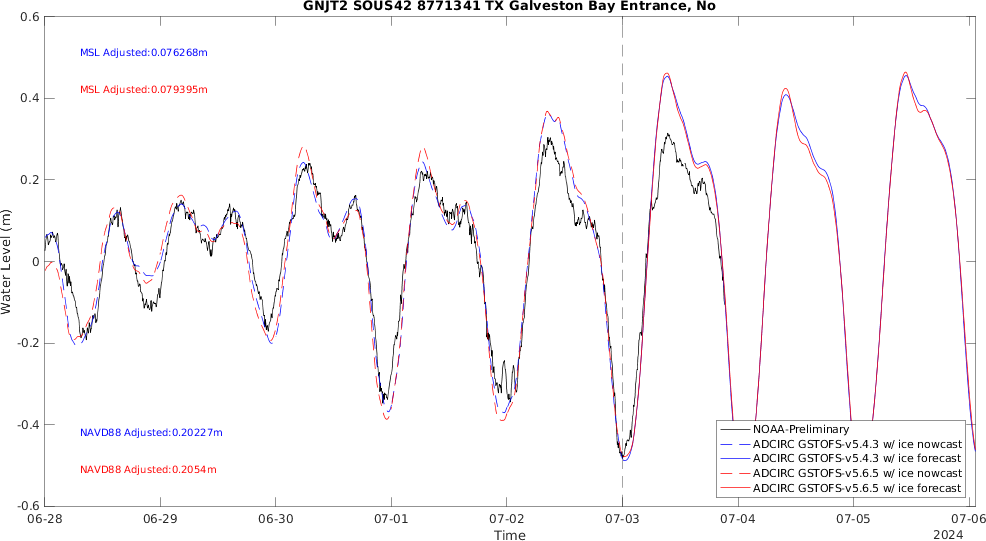 GNJT2 SOUS42 8771341 TX Galveston Bay Entrance, No
0.6
MSL Adjusted:0.076268m
MSL Adjusted:0.079395m
0.4
0.2
0
-0.2
-0.4
-0.6
Water Level (m)
NAVD88 Adjusted:0.20227m
NAVD88 Adjusted:0.2054m
NOAA-Preliminary
ADCIRC GSTOFS-v5.4.3 w/ ice nowcast
ADCIRC GSTOFS-v5.4.3 w/ ice forecast
ADCIRC GSTOFS-v5.6.5 w/ ice nowcast
ADCIRC GSTOFS-v5.6.5 w/ ice forecast
06-28 06-29 06-30 07-01 07-02 07-03 07-04 07-05 07-06
Time
2024